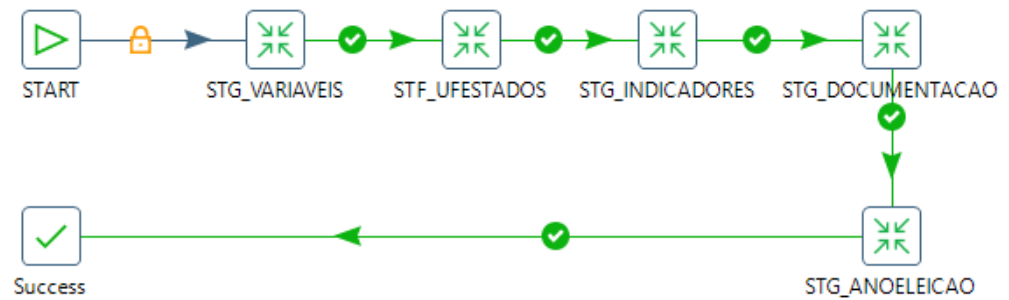 START
STG_VARIAVEIS
STF_UFESTADOS
STG_INDICADORES
STG_DOCUMENTACAO
Success
STG_ANOELEICAO